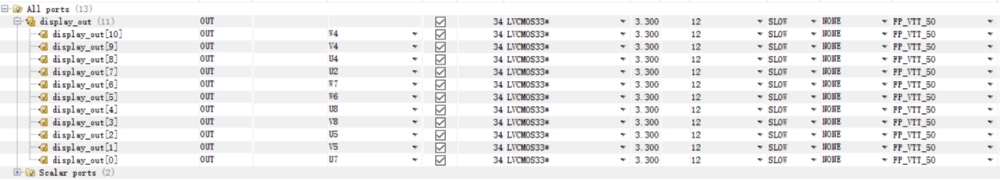 All ports (13)
display_out (11) OUT 34 LVCMOS33* 3.300 12 SLOW NONE FP_VTT_50
display_out[10] OUT W4 34 LVCMOS33* 3.300 12 SLOW NONE FP_VTT_50
display_out[9] OUT V4 34 LVCMOS33* 3.300 12 SLOW NONE FP_VTT_50
display_out[8] OUT U4 34 LVCMOS33* 3.300 12 SLOW NONE FP_VTT_50
display_out[7] OUT U2 34 LVCMOS33* 3.300 12 SLOW NONE FP_VTT_50
display_out[6] OUT W7 34 LVCMOS33* 3.300 12 SLOW NONE FP_VTT_50
display_out[5] OUT W6 34 LVCMOS33* 3.300 12 SLOW NONE FP_VTT_50
display_out[4] OUT U8 34 LVCMOS33* 3.300 12 SLOW NONE FP_VTT_50
display_out[3] OUT V8 34 LVCMOS33* 3.300 12 SLOW NONE FP_VTT_50
display_out[2] OUT U5 34 LVCMOS33* 3.300 12 SLOW NONE FP_VTT_50
display_out[1] OUT V5 34 LVCMOS33* 3.300 12 SLOW NONE FP_VTT_50
display_out[0] OUT U7 34 LVCMOS33* 3.300 12 SLOW NONE FP_VTT_50
Scalar ports (2)